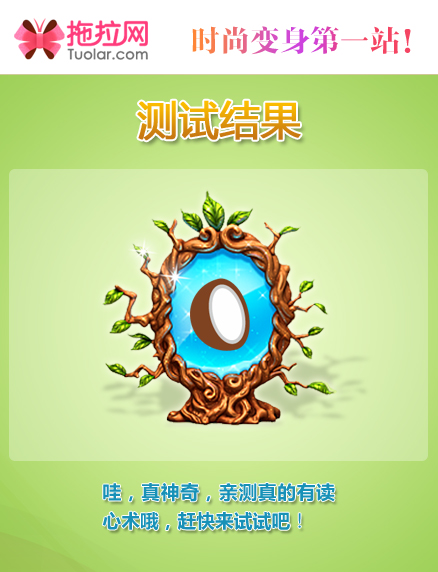 拖拉网
Tuolar.com
时尚变身第一站!
测试结果
哇，真神奇，亲测真的有读
心术哦，赶快来试试吧！